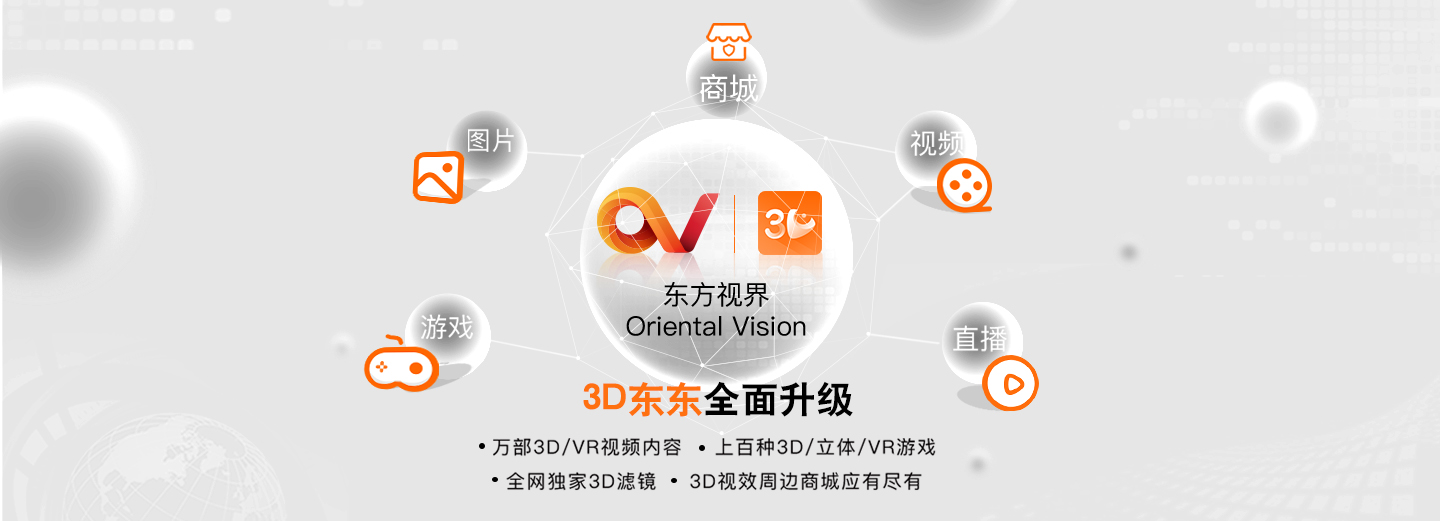 商城
图片
视频
3D
东方视界
Oriental Vision
游戏
直播
3D东东全面升级
• 万部3D/VR视频内容 • 上百种3D/立体/VR游戏
• 全网独家3D滤镜 • 3D视效周边商城应有尽有